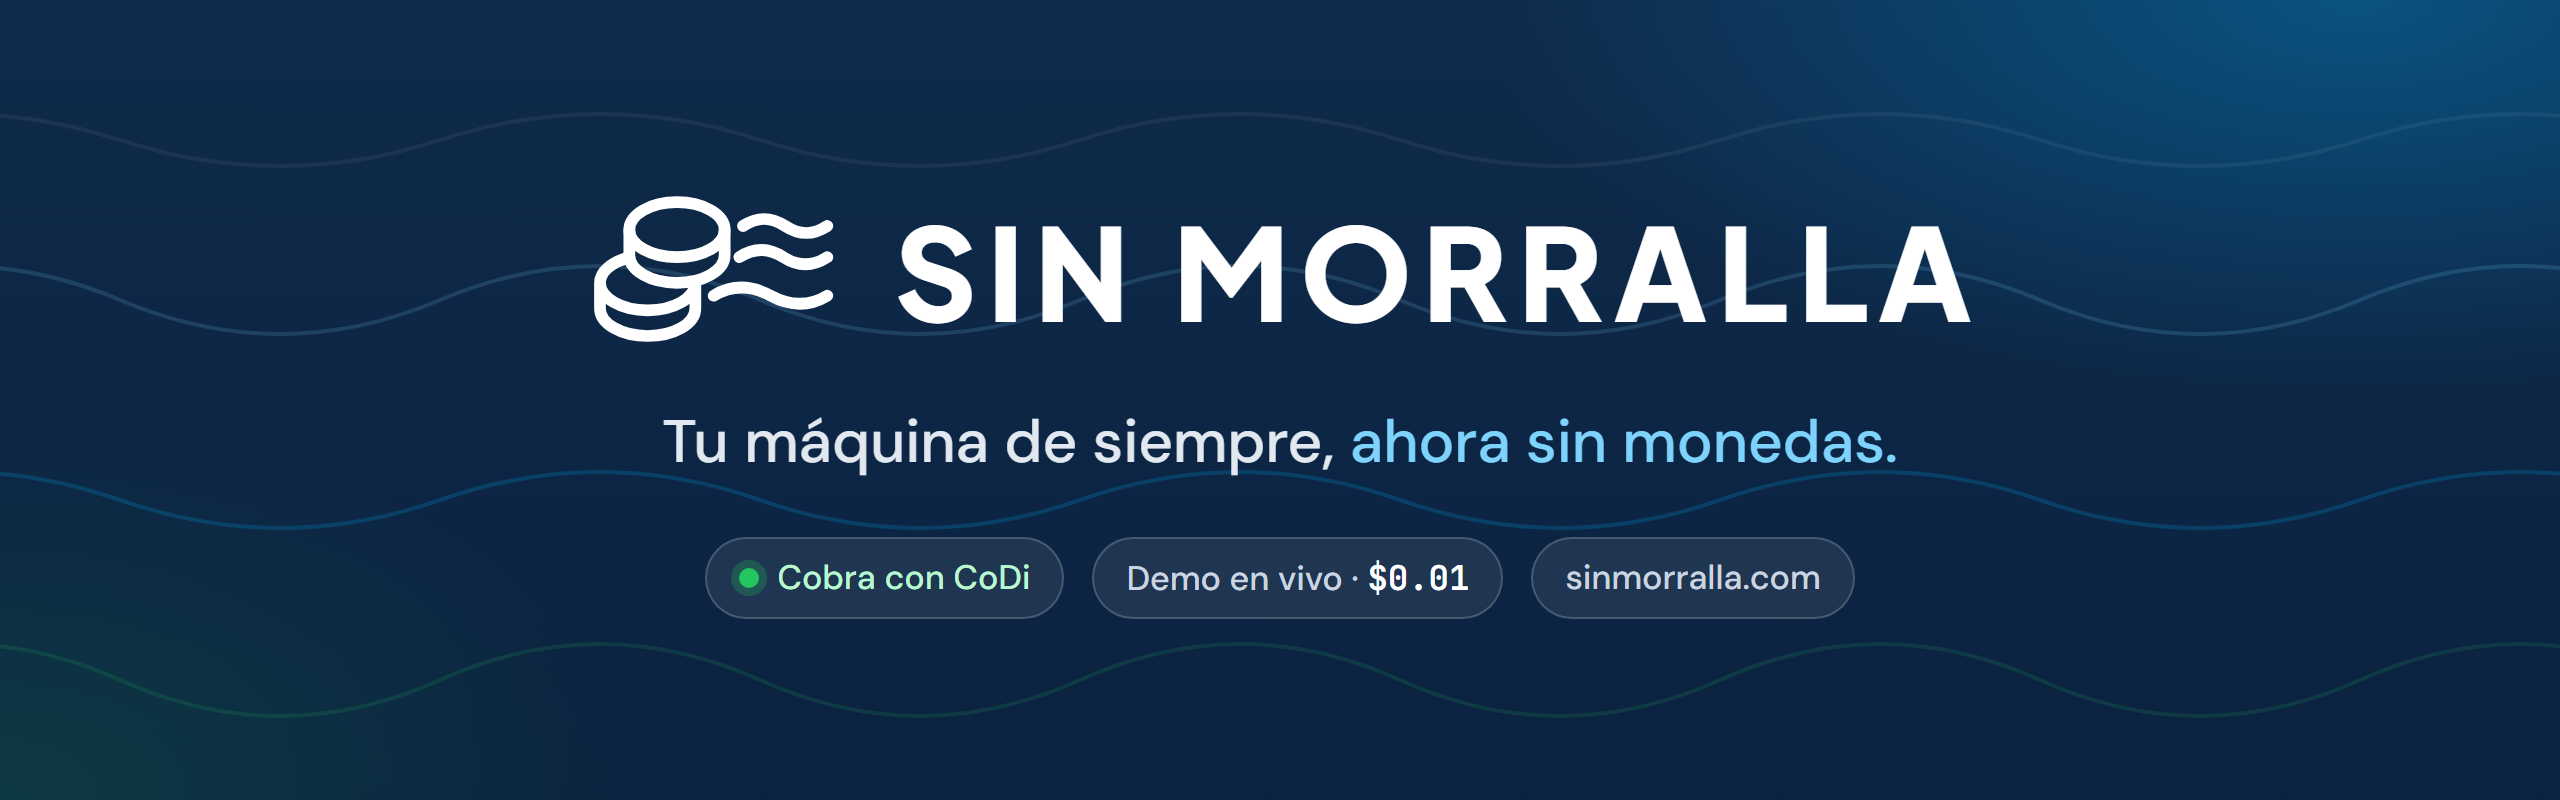 SIN MORRALLA
Tu máquina de siempre, ahora sin monedas.
Cobra con CoDi
Demo en vivo · $0.01
sinmorralla.com